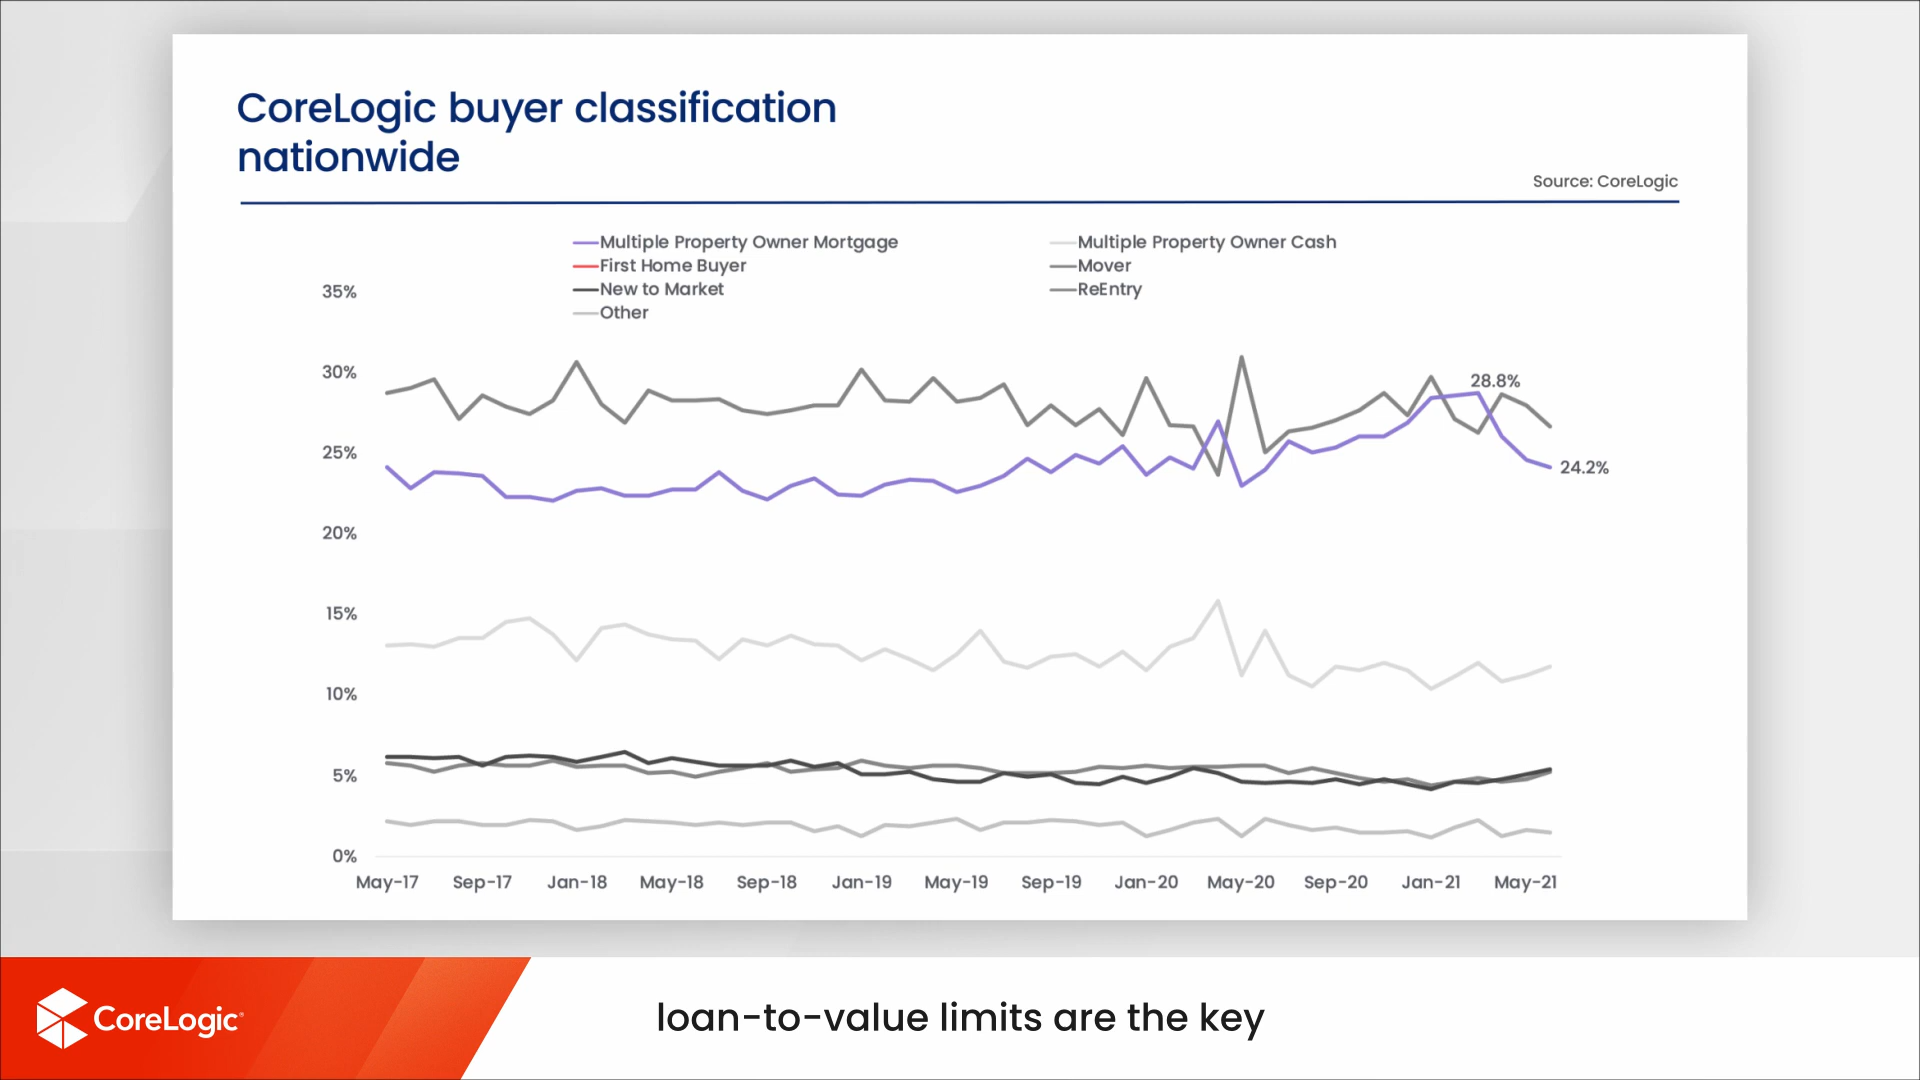 CoreLogic buyer classification
nationwide
Source: CoreLogic
Multiple Property Owner Mortgage
Multiple Property Owner Cash
First Home Buyer
Mover
New to Market
ReEntry
Other
35%
30%
25%
20%
15%
10%
5%
0%
28.8%
24.2%
May-17 Sep-17 Jan-18 May-18 Sep-18 Jan-19 May-19 Sep-19 Jan-20 May-20 Sep-20 Jan-21 May-21
CoreLogic
loan-to-value limits are the key